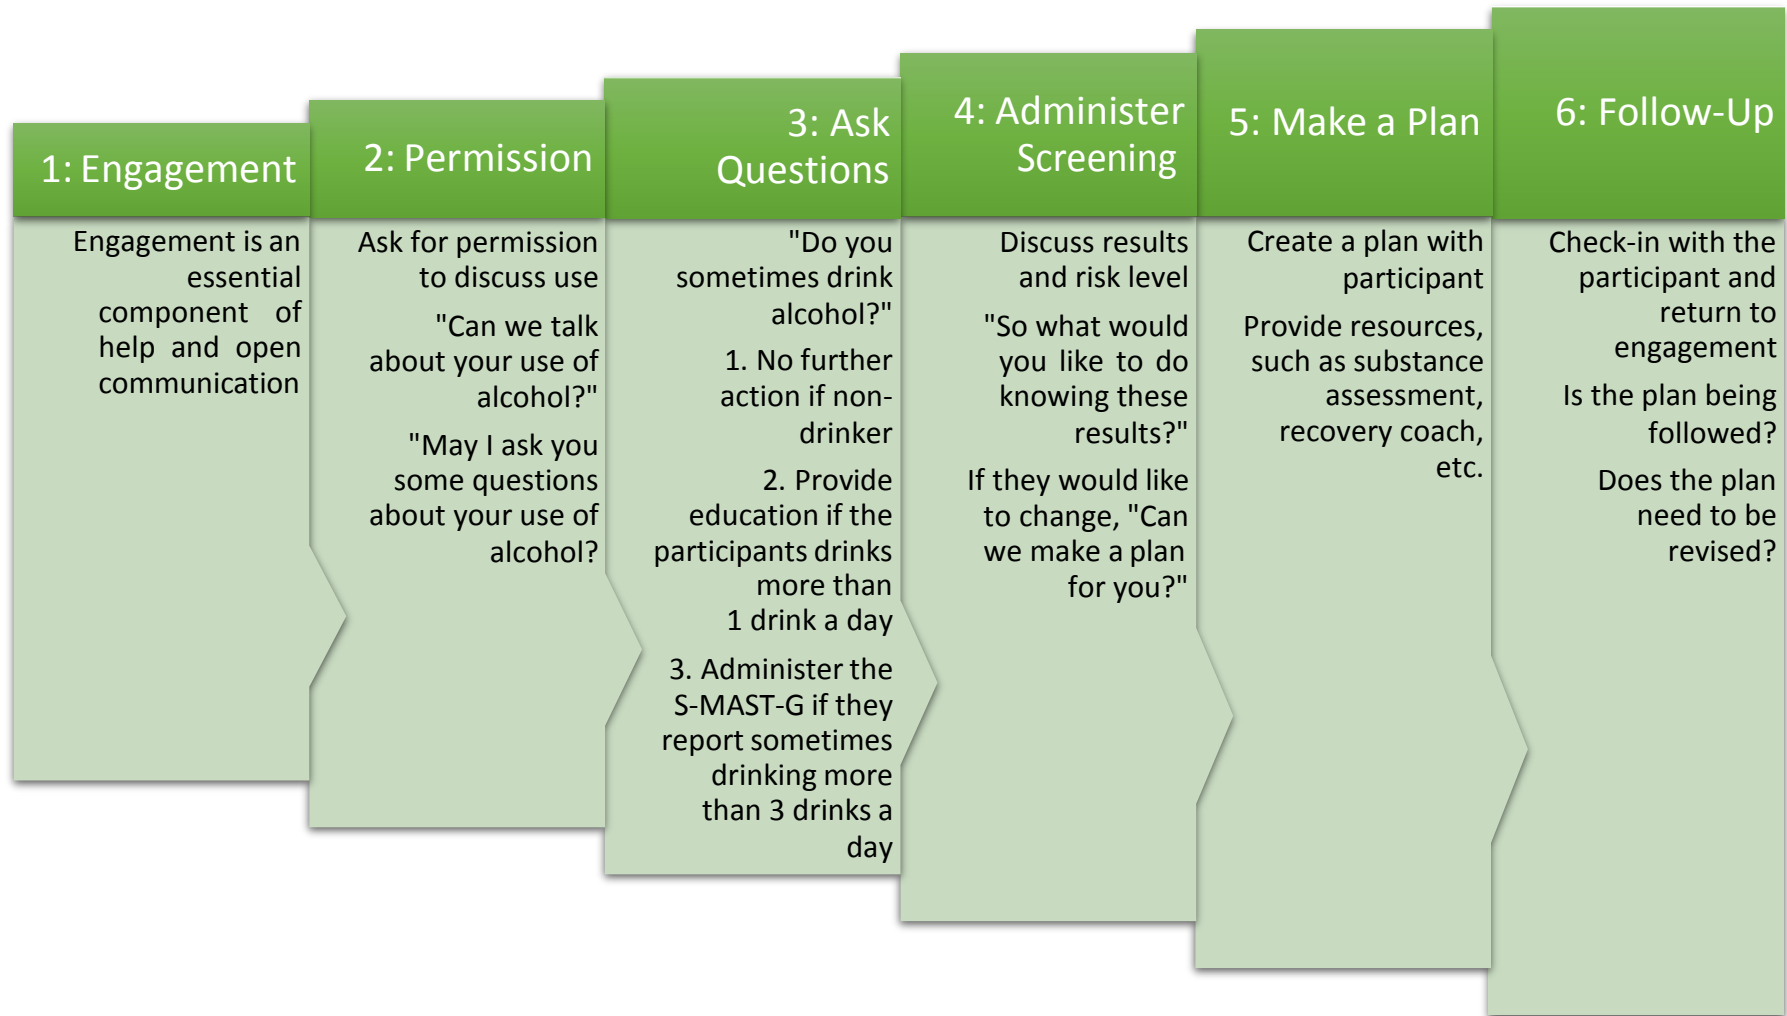 1: Engagement
Engagement is an
essential
component of
help and open
communication
2: Permission
Ask for permission
to discuss use
"Can we talk
about your use of
alcohol?"
"May I ask you
some questions
about your use of
alcohol?
3: Ask
Questions
"Do you
sometimes drink
alcohol?"
1. No further
action if non-
drinker
2. Provide
education if the
participants drinks
more than
1 drink a day
3. Administer the
S-MAST-G if they
report sometimes
drinking more
than 3 drinks a
day
4: Administer
Screening
Discuss results
and risk level
"So what would
you like to do
knowing these
results?"
If they would like
to change, "Can
we make a plan
for you?"
5: Make a Plan
Create a plan with
participant
Provide resources,
such as substance
assessment,
recovery coach,
etc.
6: Follow-Up
Check-in with the
participant and
return to
engagement
Is the plan being
followed?
Does the plan
need to be
revised?